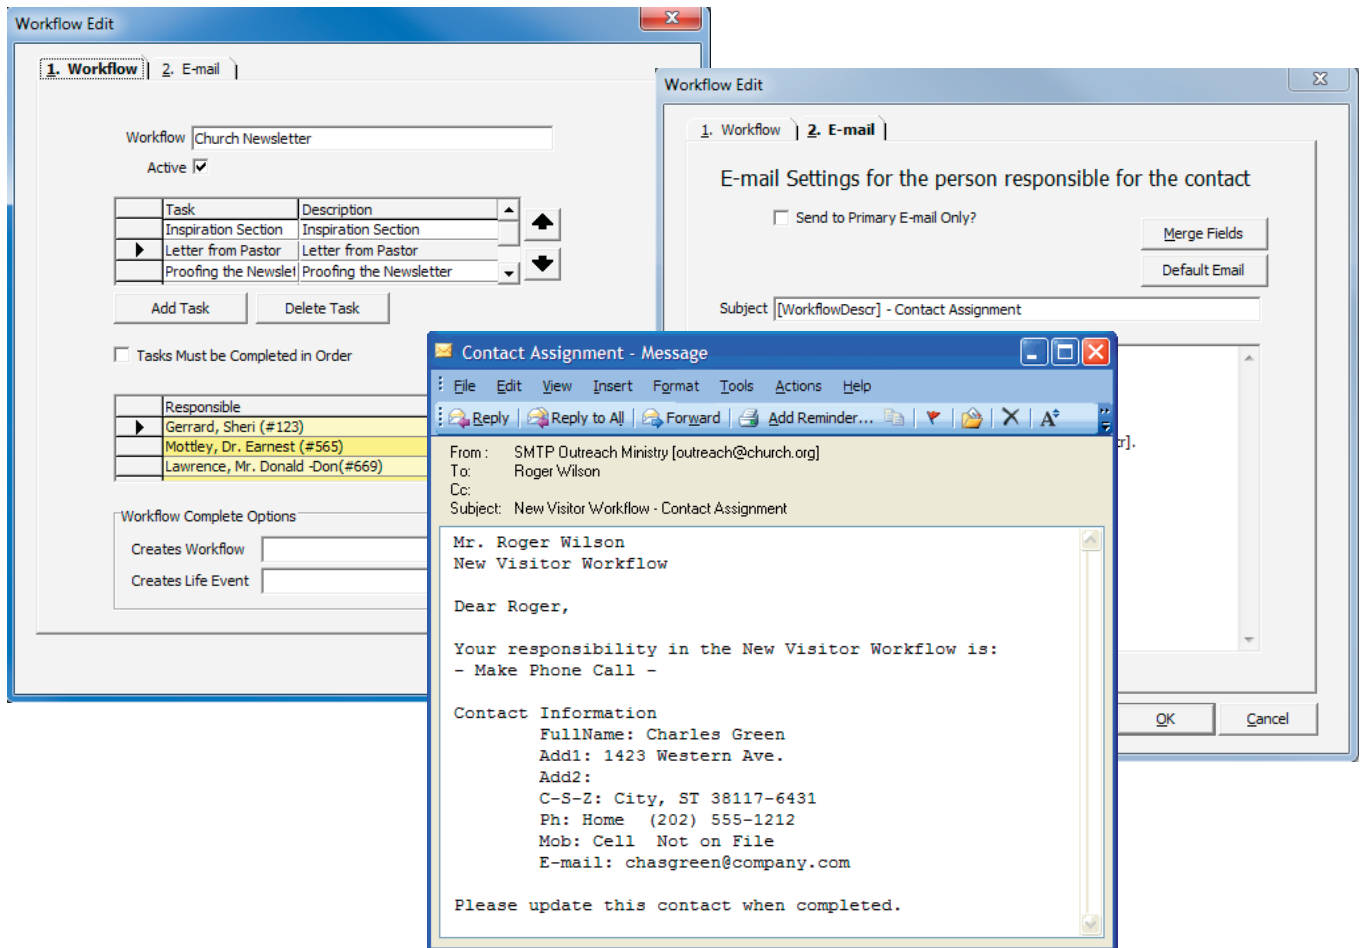 Workflow Edit
1. Workflow
2. E-mail
Workflow Church Newsletter
Active
Task Description
Inspiration Section Inspiration Section
Letter from Pastor Letter from Pastor
Proofing the Newslet Proofing the Newsletter
Add Task Delete Task
Tasks Must be Completed in Order
Responsible
Gerrard, Sheri (#123)
Mottley, Dr. Earnest (#565)
Lawrence, Mr. Donald -Don(#669)
Workflow Complete Options
Creates Workflow
Creates Life Event
Workflow Edit
1. Workflow
2. E-mail
E-mail Settings for the person responsible for the contact
Send to Primary E-mail Only?
Merge Fields
Default Email
Subject [WorkflowDescr] - Contact Assignment
r].
OK Cancel
Contact Assignment - Message
File Edit View Insert Format Tools Actions Help
Reply Reply to All Forward Add Reminder... A
From: SMTP Outreach Ministry [outreach@church.org]
To: Roger Wilson
Cc:
Subject: New Visitor Workflow - Contact Assignment
Mr. Roger Wilson
New Visitor Workflow
Dear Roger,
Your responsibility in the New Visitor Workflow is:
- Make Phone Call -
Contact Information
FullName: Charles Green
Add1: 1423 Western Ave.
Add2:
C-S-Z: City, ST 38117-6431
Ph: Home (202) 555-1212
Mob: Cell Not on File
E-mail: chasgreen@company.com
Please update this contact when completed.